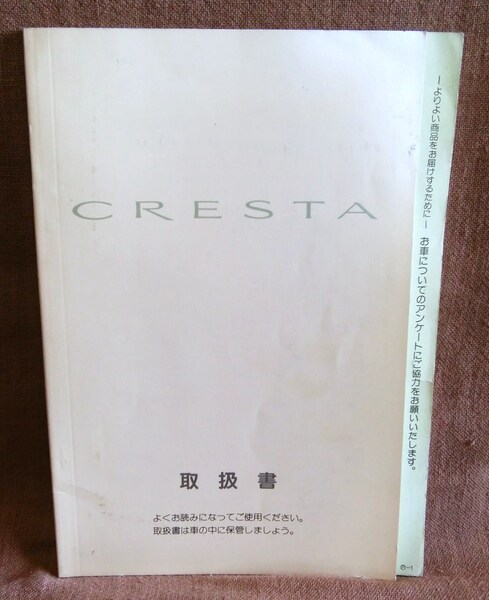 CRESTA
取扱書
よくお読みになってご使用ください。
取扱書は車の中に保管しましょう。
ーよりよい商品をお届けするためにー お車についてのアンケートにご協力をお願いいたします。